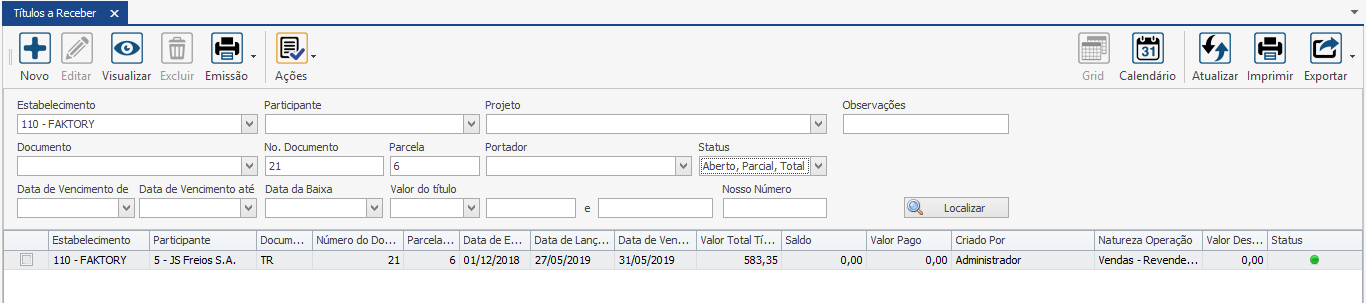 Títulos a Receber
Novo Editar Visualizar Excluir Emissão Ações Grid 31 Calendário Atualizar Imprimir Exportar
Estabelecimento Participante Projeto Observações
110 - FAKTORY
Documento No. Documento Parcela Portador Status
21 6 Aberto, Parcial, Total
Data de Vencimento de Data de Vencimento até Data da Baixa Valor do título Nosso Número
e Localizar
Estabelecimento Participante Docum... Número do Do... Parcela... Data de E... Data de Lanç... Data de Ven... Valor Total Tí... Saldo Valor Pago Criado Por Natureza Operação Valor Des... Status
110 - FAKTORY 5 - JS Freios S.A. TR 21 6 01/12/2018 27/05/2019 31/05/2019 583,35 0,00 0,00 Administrador Vendas - Revende... 0,00